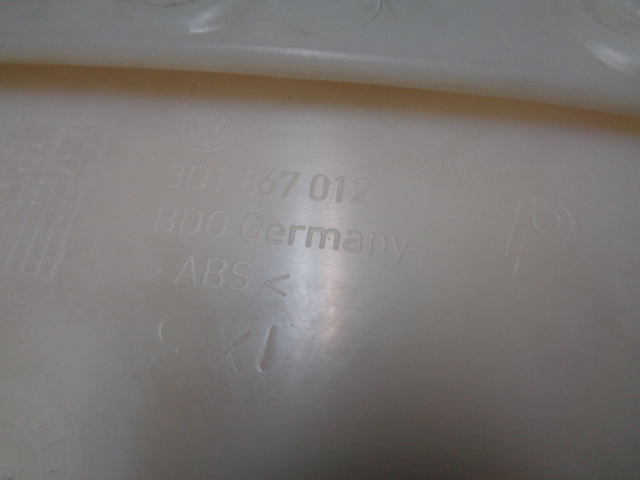 3D1 867 012
BDO Germany
ABS <
S X I